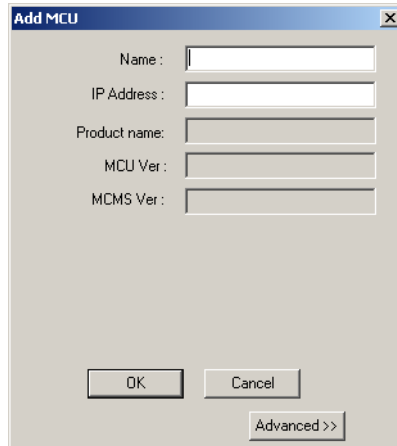 Add MCU
Name :
IP Address :
Product name:
MCU Ver :
MCMS Ver :
OK Cancel
Advanced >>